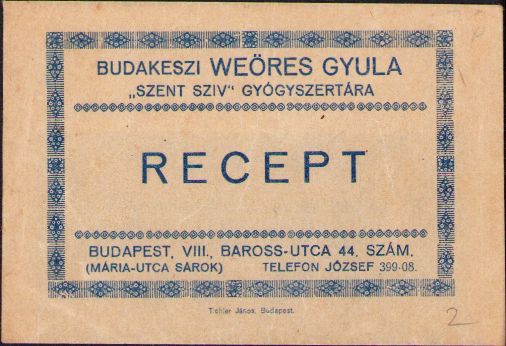 BUDAKESZI WEÖRES GYULA
„SZENT SZIV" GYÓGYSZERTÁRA
RECEPT
BUDAPEST, VIII., BAROSS-UTCA 44. SZÁM.
(MÁRIA-UTCA SAROK) TELEFON JÓZSEF 399-08.
Tichler János, Budapest.
2